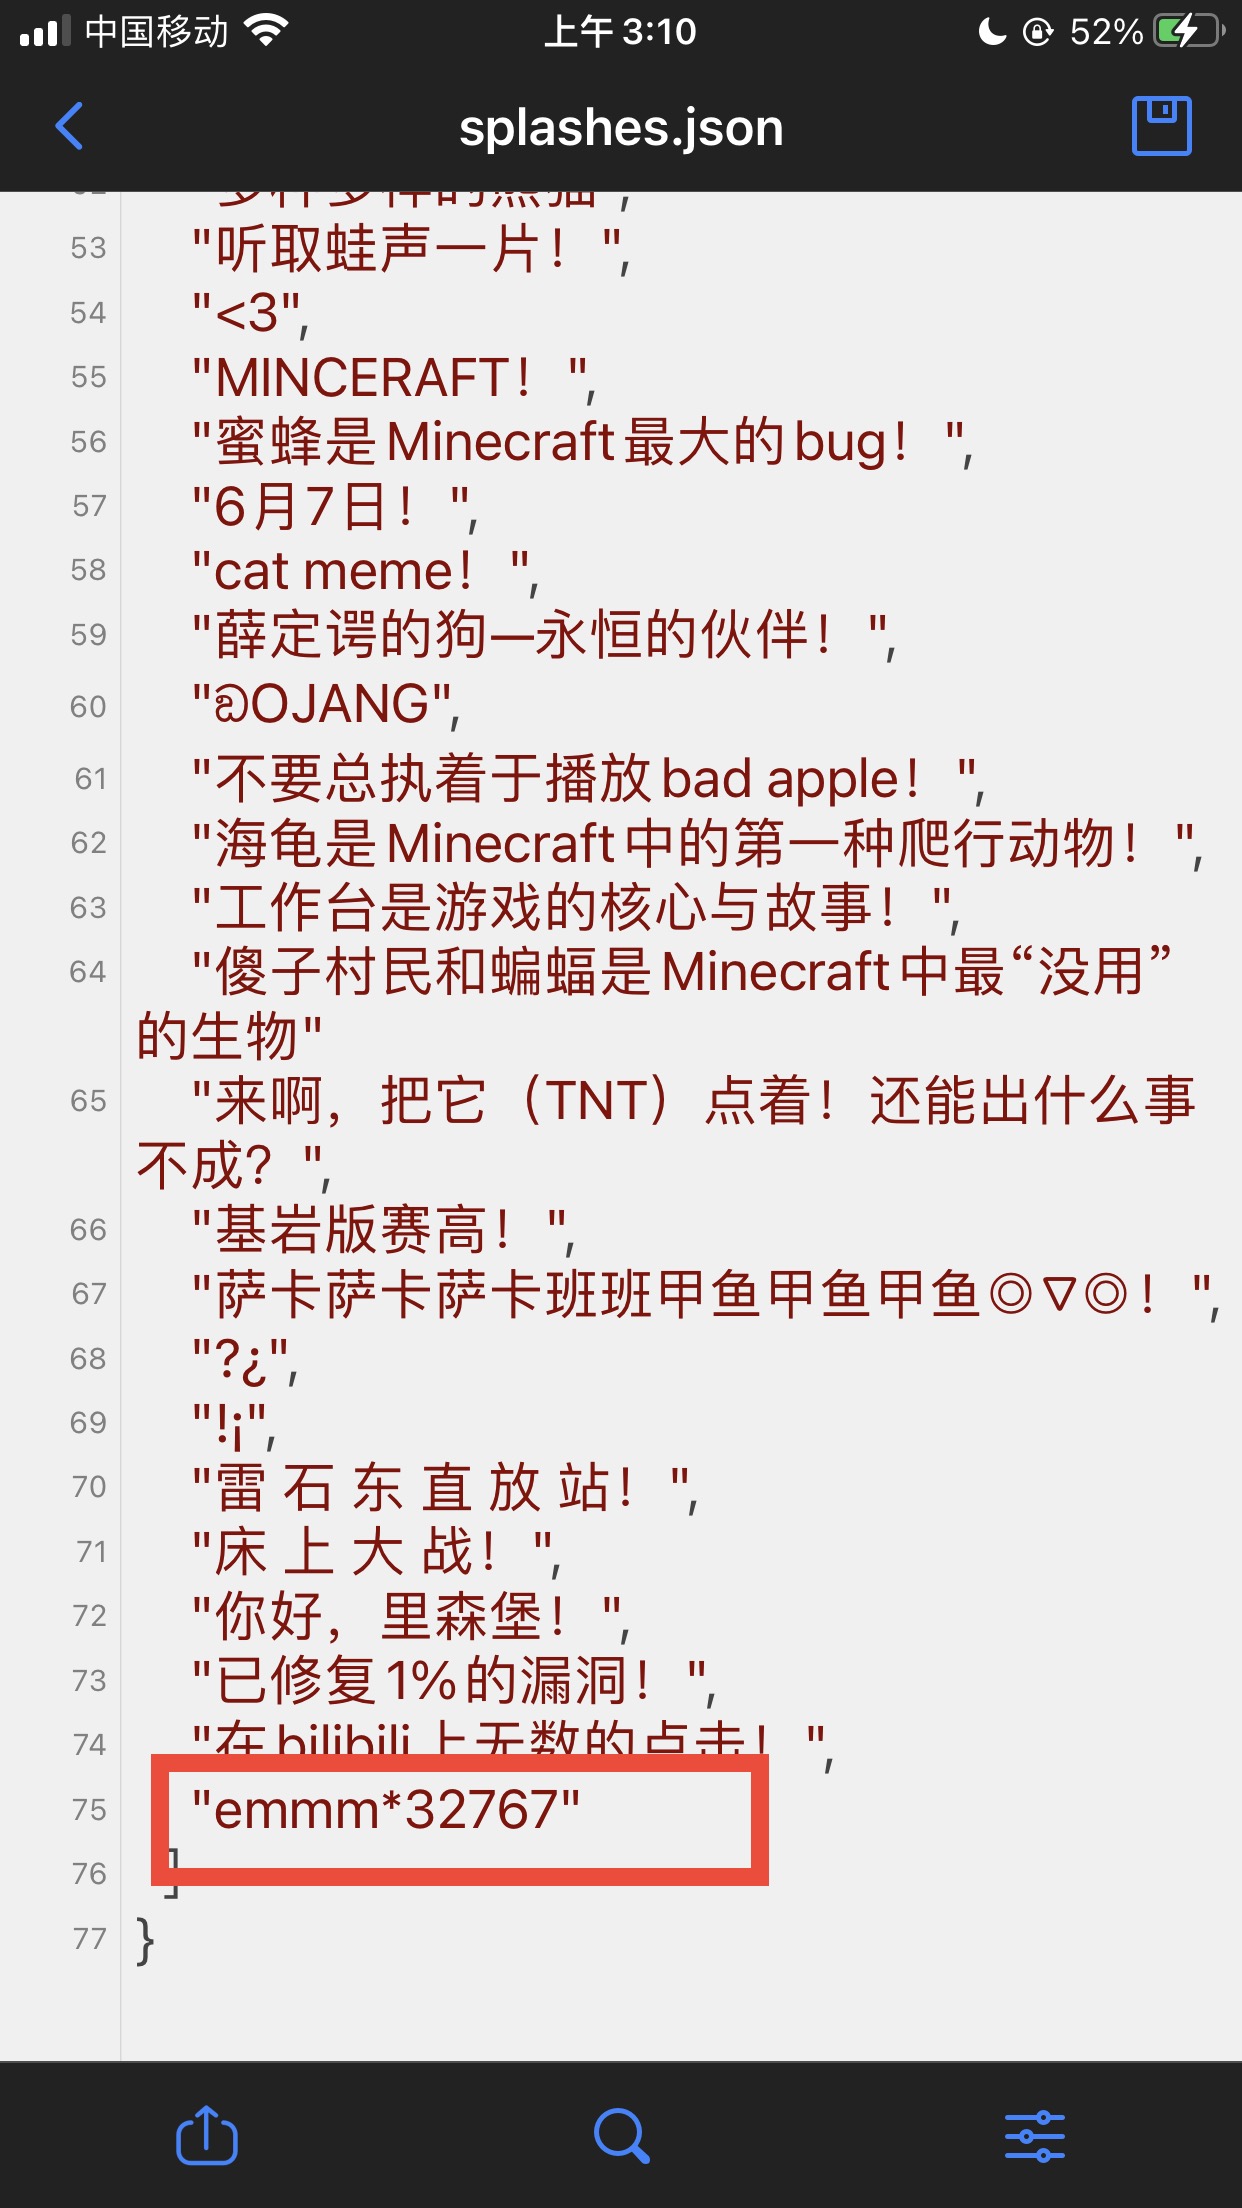 中国移动 上午3:10 52%
splashes.json
"多种多样的熊猫",
53 "听取蛙声一片！",
54 "<3",
55 "MINCERAFT！",
56 "蜜蜂是Minecraft最大的bug！",
57 "6月7日！",
58 "cat meme！",
59 "薛定谔的狗—永恒的伙伴！",
60 "ඞOJANG",
61 "不要总执着于播放bad apple！",
62 "海龟是Minecraft中的第一种爬行动物！",
63 "工作台是游戏的核心与故事！",
64 "傻子村民和蝙蝠是Minecraft中最“没用”
的生物"
65 "来啊，把它（TNT）点着！还能出什么事
不成？",
66 "基岩版赛高！",
67 "萨卡萨卡萨卡班班甲鱼甲鱼甲鱼◎▽◎！",
68 "?¿",
69 "!¡",
70 "雷 石 东 直 放 站！",
71 "床 上 大 战！",
72 "你好，里森堡！",
73 "已修复1%的漏洞！",
74 "在bilibili上无数的点击！",
75 "emmm*32767"
76 ]
77 }